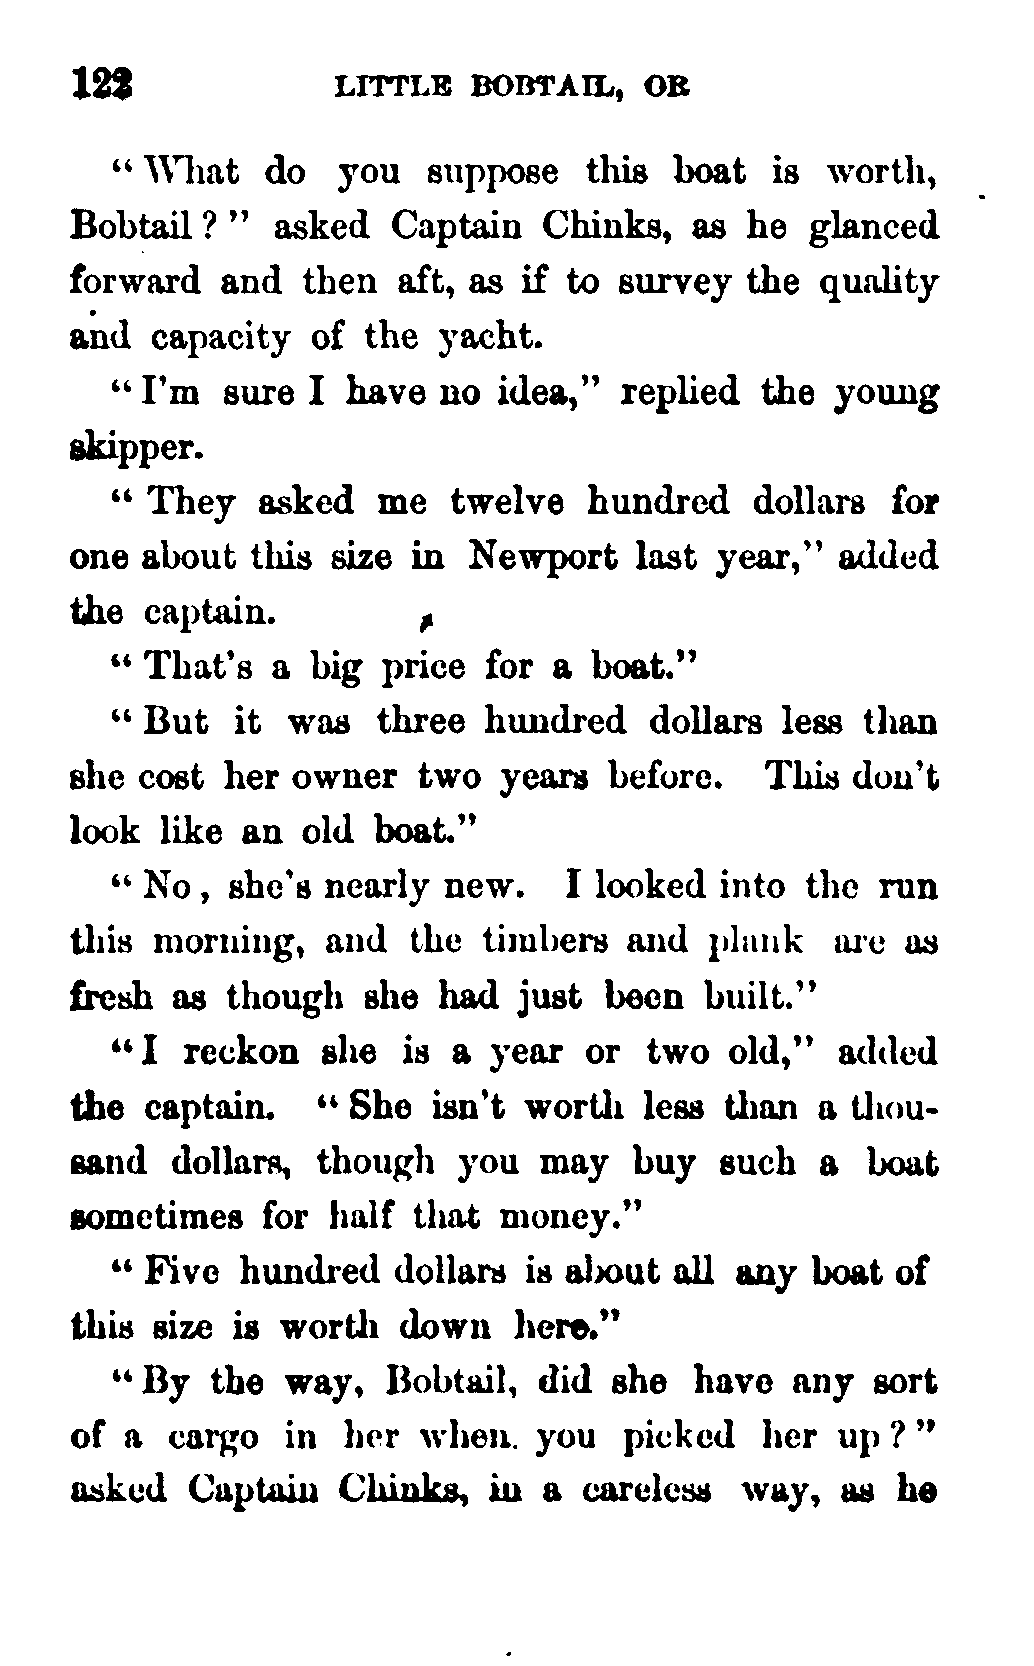 122 LITTLE BOBTAIL, OR
“ What do you suppose this boat is worth,
Bobtail ? ” asked Captain Chinks, as he glanced
forward and then aft, as if to survey the quality
and capacity of the yacht.
“ I’m sure I have no idea,” replied the young
skipper.
“ They asked me twelve hundred dollars for
one about this size in Newport last year,” added
the captain.
“ That’s a big price for a boat.”
“ But it was three hundred dollars less than
she cost her owner two years before. This don’t
look like an old boat.”
“ No, she’s nearly new. I looked into the run
this morning, and the timbers and plank are as
fresh as though she had just been built.”
“ I reckon she is a year or two old,” added
the captain. “ She isn’t worth less than a thou-
sand dollars, though you may buy such a boat
sometimes for half that money.”
“ Five hundred dollars is about all any boat of
this size is worth down here.”
“ By the way, Bobtail, did she have any sort
of a cargo in her when you picked her up ? ”
asked Captain Chinks, in a careless way, as he